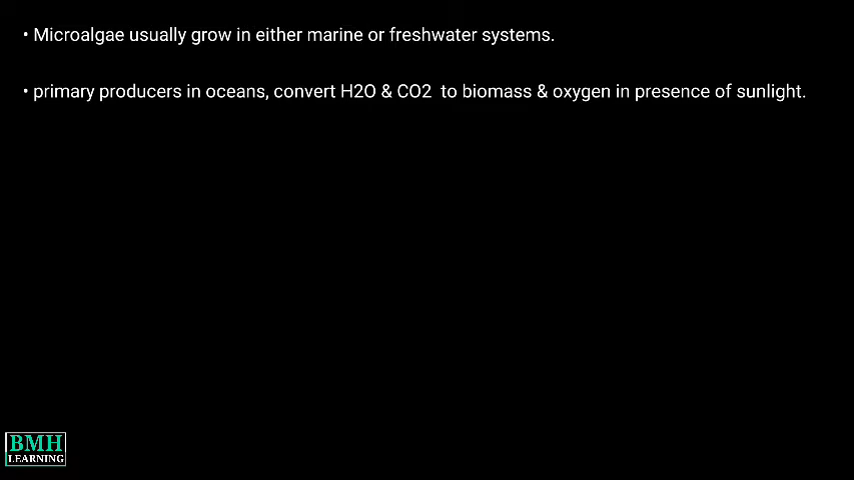 • Microalgae usually grow in either marine or freshwater systems.
• primary producers in oceans, convert H2O & CO2 to biomass & oxygen in presence of sunlight.
BMH
LEARNING